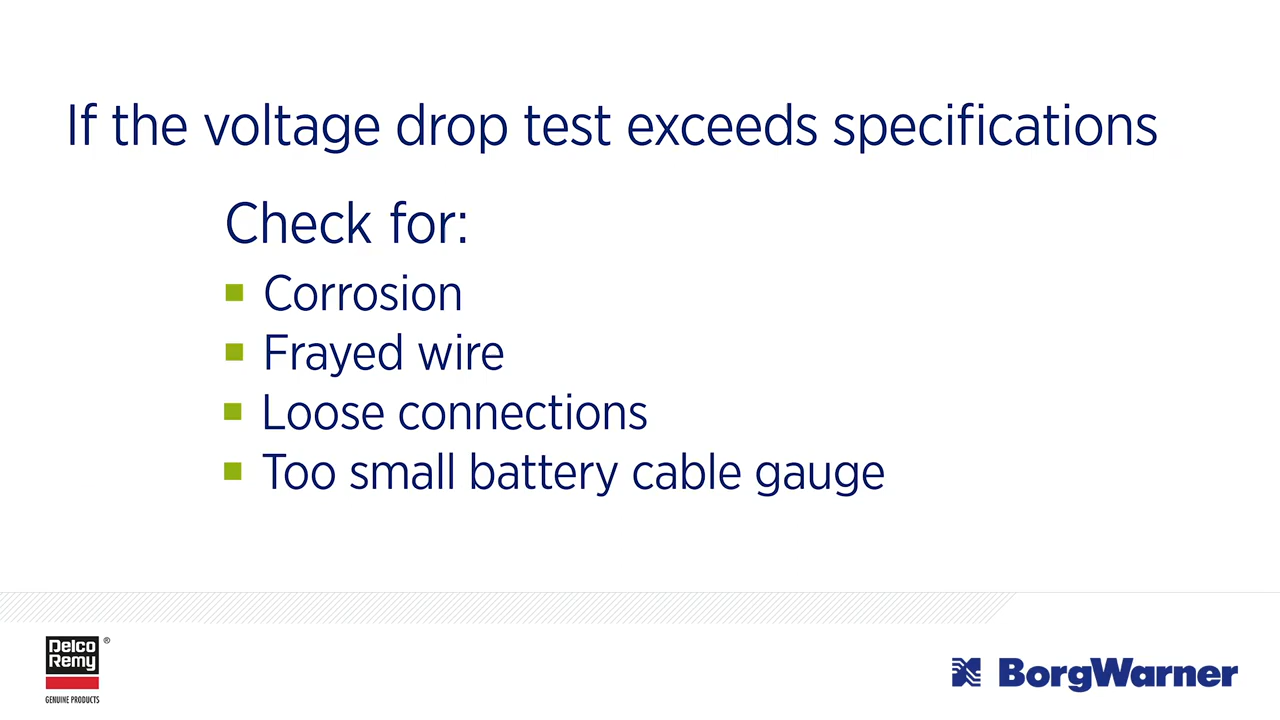 If the voltage drop test exceeds specifications
Check for:
Corrosion
Frayed wire
Loose connections
Too small battery cable gauge
Delco
Remy
®
GENUINE PRODUCTS
BorgWarner